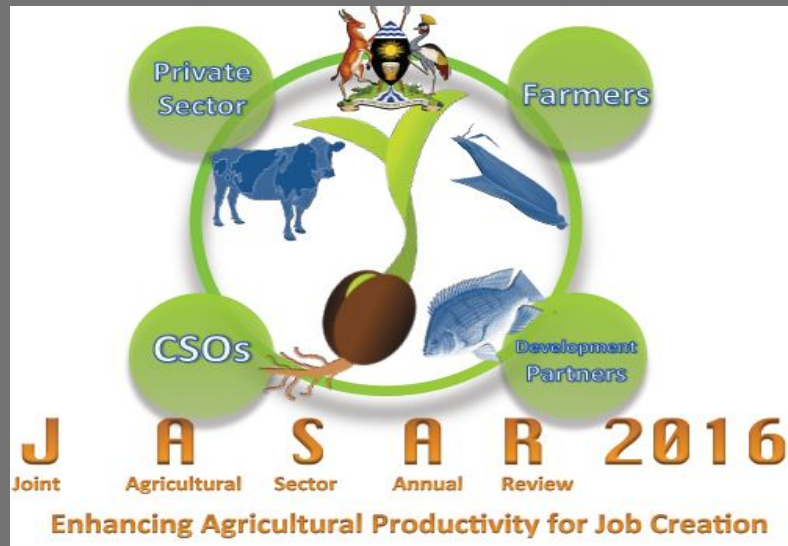 Private
Sector
Farmers
CSOs
Development
Partners
J A S A R 2016
Joint Agricultural Sector Annual Review
Enhancing Agricultural Productivity for Job Creation